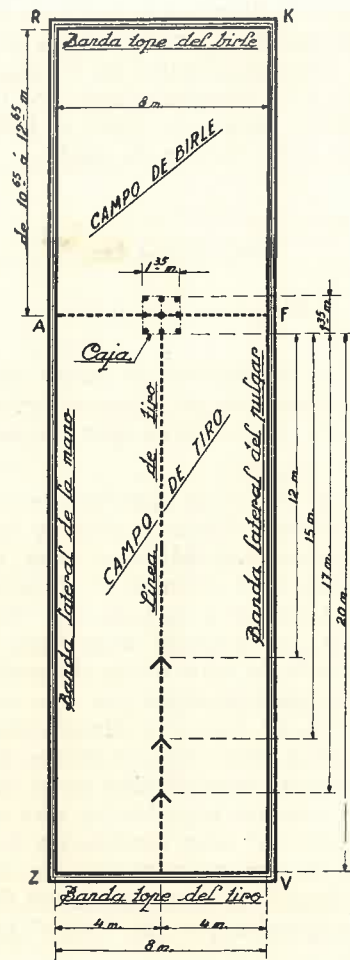 R K
Banda tope del birle
8 m.
de 10,65 á 12,65 m.
CAMPO DE BIRLE
1,35 m.
A F
1,35 m.
Caja
Banda lateral de la mano
Línea de tiro
CAMPO DE TIRO
Banda lateral del pulgar
12 m.
15 m.
17 m.
20 m.
Z V
Banda tope del tiro
4 m. 4 m.
8 m.